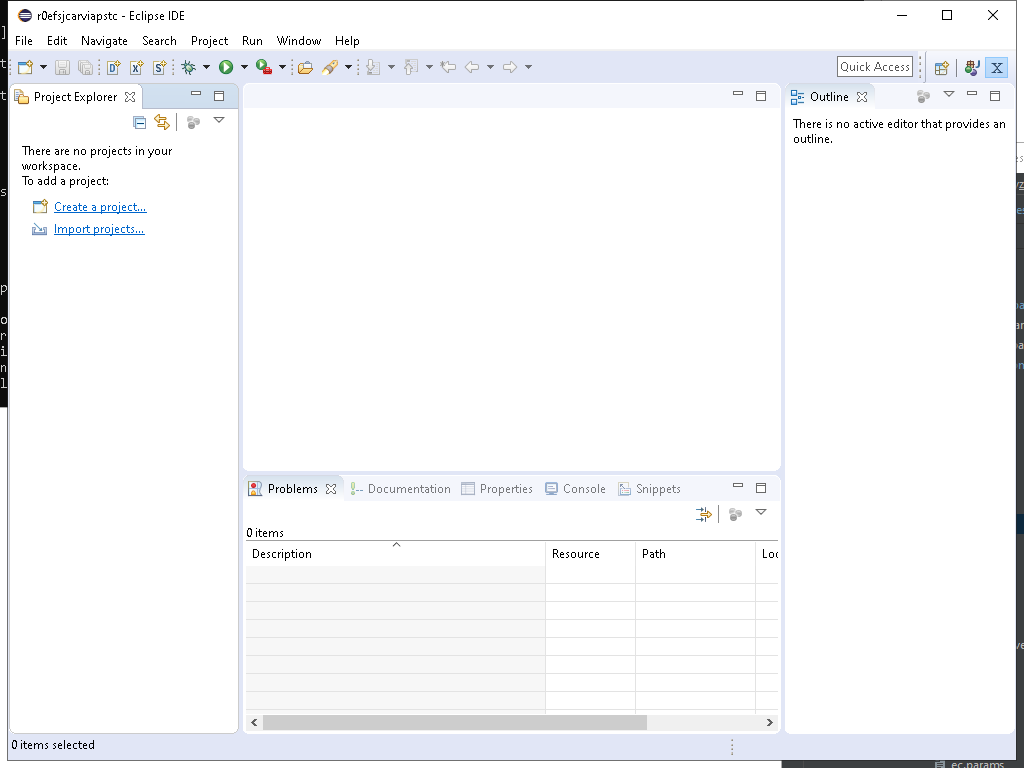 r0efsjcarviapstc - Eclipse IDE
File Edit Navigate Search Project Run Window Help
Quick Access
Project Explorer
Outline
There are no projects in your
workspace.
To add a project:
Create a project...
Import projects...
There is no active editor that provides an
outline.
Problems Documentation Properties Console Snippets
0 items
Description Resource Path Loc
0 items selected
ec.params